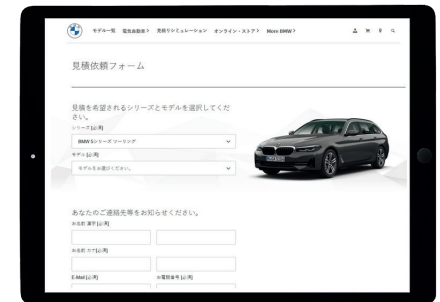 モデル一覧 電気自動車> 見積りシミュレーション オンライン・ストア> More BMW>
見積依頼フォーム
見積を希望されるシリーズとモデルを選択してくだ
さい。
シリーズ [必須]
BMW 5シリーズ ツーリング
モデル [必須]
モデルをお選びください。
あなたのご連絡先等をお知らせください。
お名前 漢字 [必須]
お名前 カナ [必須]
E-Mail [必須] お電話番号 [必須]